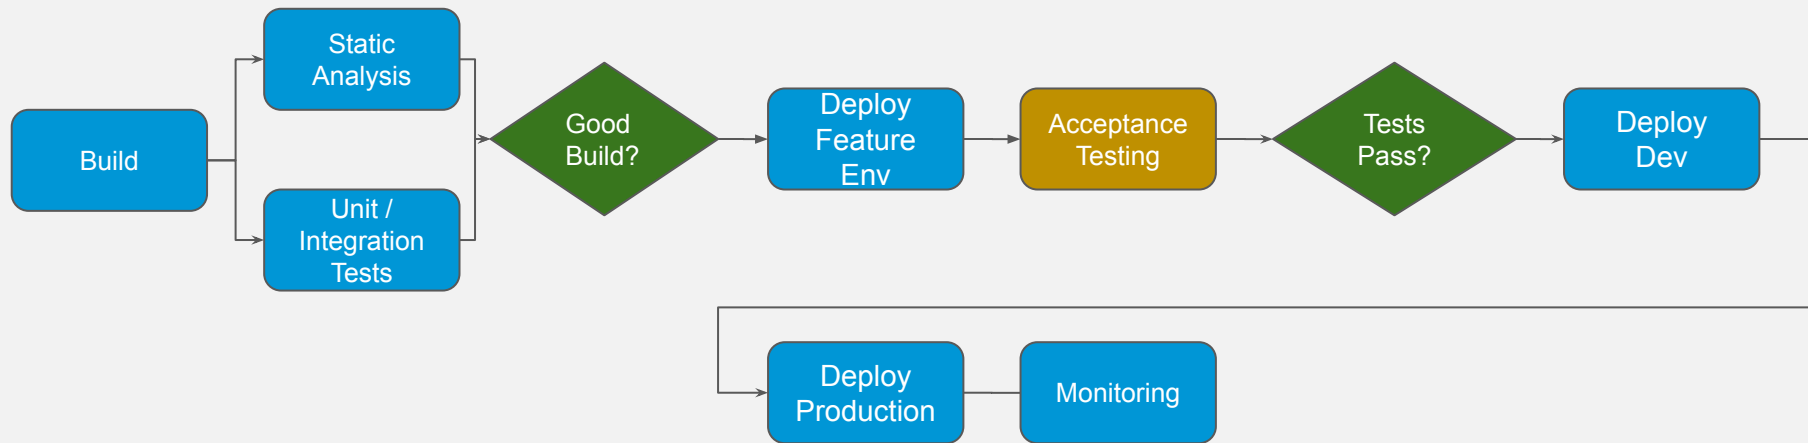 Build
Static
Analysis
Unit /
Integration
Tests
Good
Build?
Deploy
Feature
Env
Acceptance
Testing
Tests
Pass?
Deploy
Dev
Deploy
Production
Monitoring